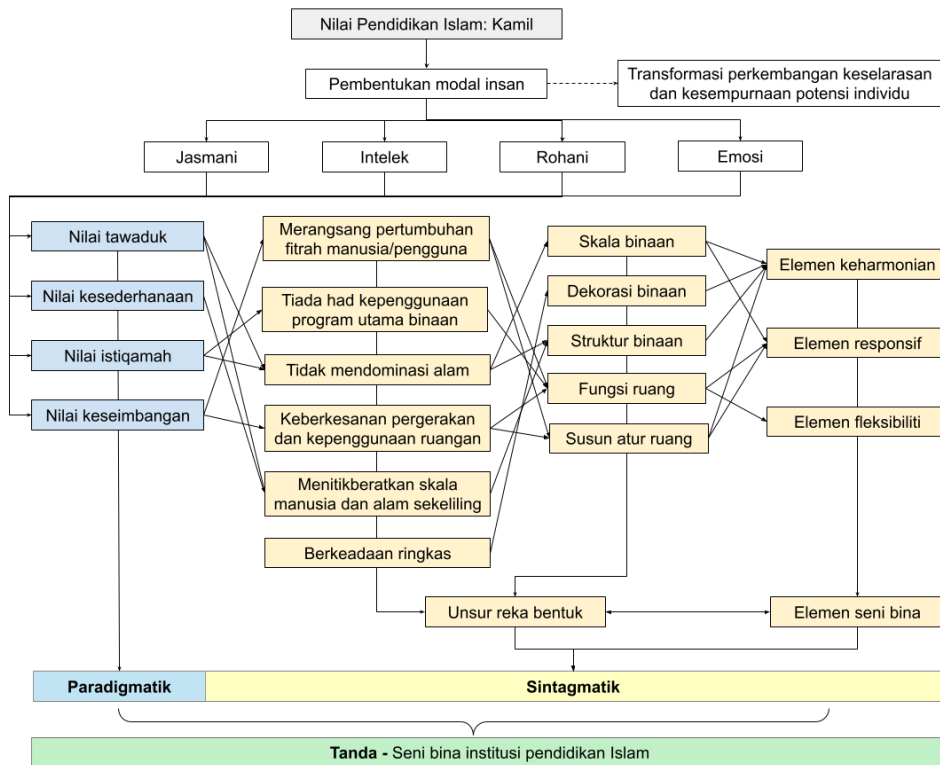 Nilai Pendidikan Islam: Kamil
Pembentukan modal insan
Transformasi perkembangan keselarasan
dan kesempurnaan potensi individu
Jasmani
Intelek
Rohani
Emosi
Nilai tawaduk
Nilai kesederhanaan
Nilai istiqamah
Nilai keseimbangan
Merangsang pertumbuhan
fitrah manusia/pengguna
Tiada had kepenggunaan
program utama binaan
Tidak mendominasi alam
Keberkesanan pergerakan
dan kepenggunaan ruangan
Menitikberatkan skala
manusia dan alam sekeliling
Berkeadaan ringkas
Skala binaan
Dekorasi binaan
Struktur binaan
Fungsi ruang
Susun atur ruang
Elemen keharmonian
Elemen responsif
Elemen fleksibiliti
Unsur reka bentuk
Elemen seni bina
Paradigmatik
Sintagmatik
Tanda - Seni bina institusi pendidikan Islam